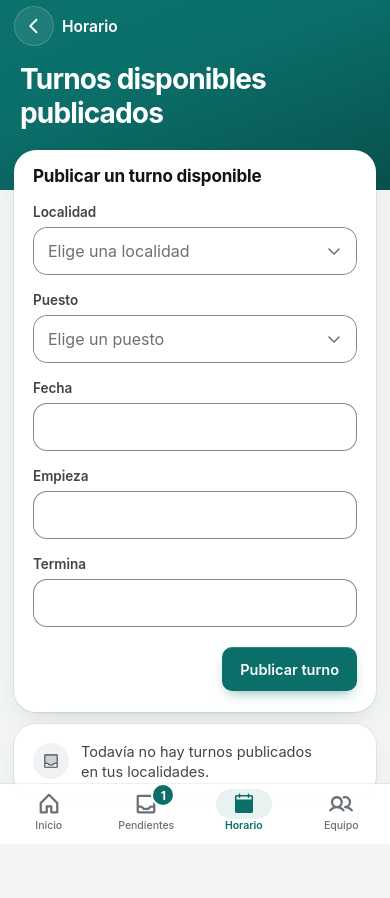 Horario
Turnos disponibles
publicados
Publicar un turno disponible
Localidad
Elige una localidad
Puesto
Elige un puesto
Fecha
Empieza
Termina
Publicar turno
Todavía no hay turnos publicados
en tus localidades.
1
Inicio
Pendientes
Horario
Equipo